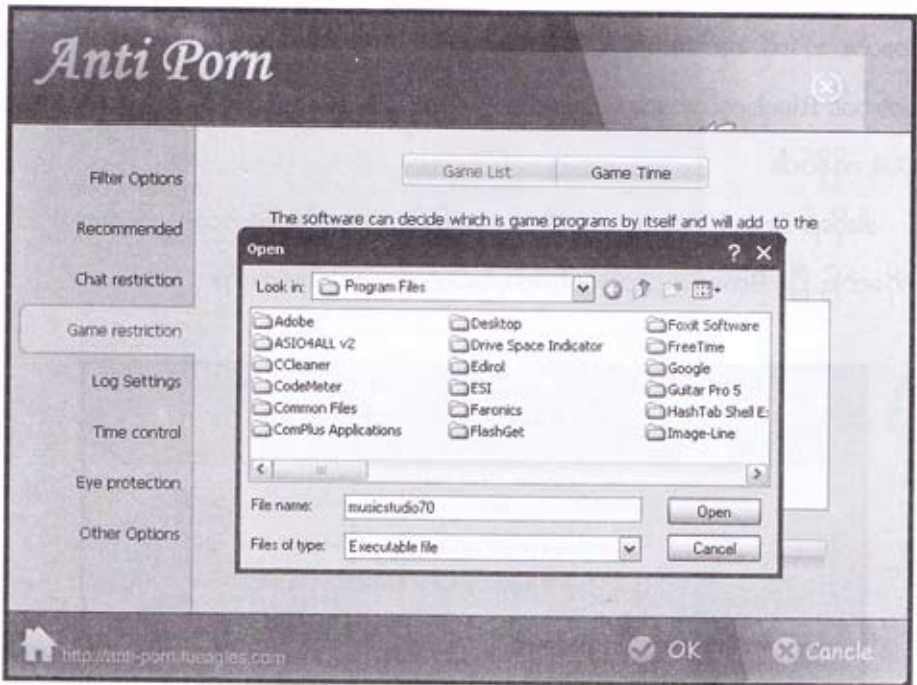 Anti Porn
Game List Game Time
Filter Options
Recommended
Chat restriction
Game restriction
Log Settings
Time control
Eye protection
Other Options
The software can decide which is game programs by itself and will add to the
Open
Look in: Program Files
Adobe
ASIO4ALL v2
CCleaner
CodeMeter
Common Files
ComPlus Applications
Desktop
Drive Space Indicator
Edirol
ESI
Faronics
FlashGet
Foxit Software
FreeTime
Google
Guitar Pro 5
HashTab Shell E
Image-Line
File name: musicstudio70 Open
Files of type: Executable file Cancel
http://anti-porn.tueagles.com
OK Cancle